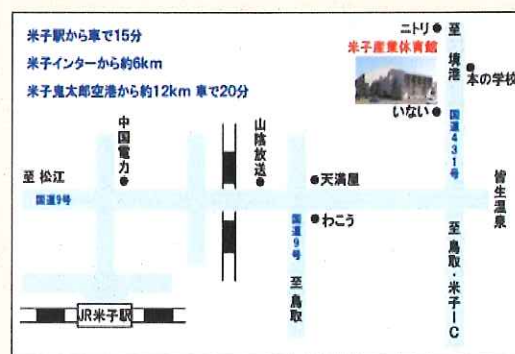 米子駅から車で15分
米子インターから約6km
米子鬼太郎空港から約12km 車で20分
ニトリ
至 境港
米子産業体育館
本の学校
いない
国道431号
中国電力
山陰放送
至 松江
国道9号
天満屋
皆生温泉
わこう
国道9号
至 鳥取
至 鳥取・米子IC
JR米子駅